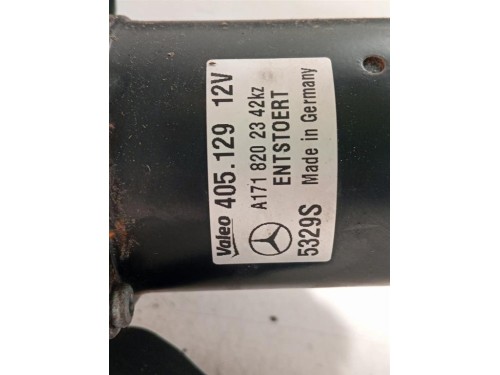 Valeo 405.129 12V
A171 820 23 42kz
ENTSTOERT
5329S Made in Germany